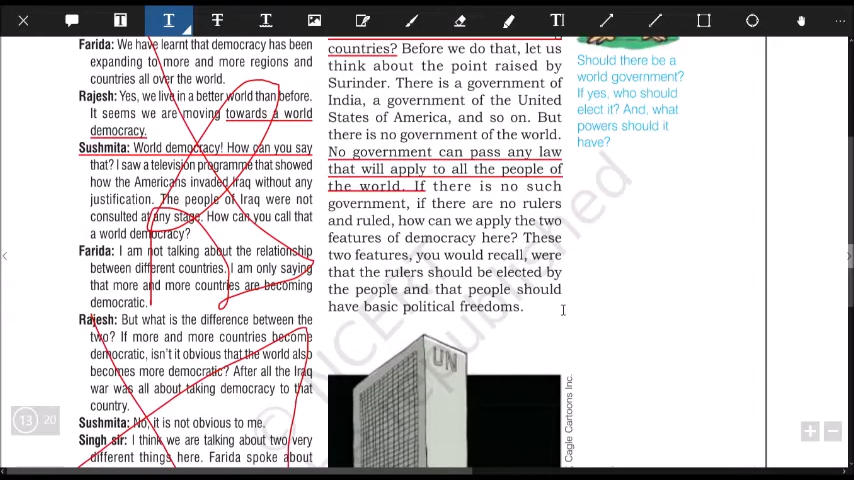 Farida: We have learnt that democracy has been
expanding to more and more regions and
countries all over the world.
Rajesh: Yes, we live in a better world than before.
It seems we are moving towards a world
democracy.
Sushmita: World democracy! How can you say
that? I saw a television programme that showed
how the Americans invaded Iraq without any
justification. The people of Iraq were not
consulted at any stage. How can you call that
a world democracy?
Farida: I am not talking about the relationship
between different countries. I am only saying
that more and more countries are becoming
democratic.
Rajesh: But what is the difference between the
two? If more and more countries become
democratic, isn't it obvious that the world also
becomes more democratic? After all the Iraq
war was all about taking democracy to that
country.
Sushmita: No, it is not obvious to me.
Singh sir: I think we are talking about two very
different things here. Farida spoke about
countries? Before we do that, let us
think about the point raised by
Surinder. There is a government of
India, a government of the United
States of America, and so on. But
there is no government of the world.
No government can pass any law
that will apply to all the people of
the world. If there is no such
government, if there are no rulers
and ruled, how can we apply the two
features of democracy here? These
two features, you would recall, were
that the rulers should be elected by
the people and that people should
have basic political freedoms.
UN
Cagle Cartoons Inc.
Should there be a
world government?
If yes, who should
elect it? And, what
powers should it
have?
© NCERT
republished
13 20